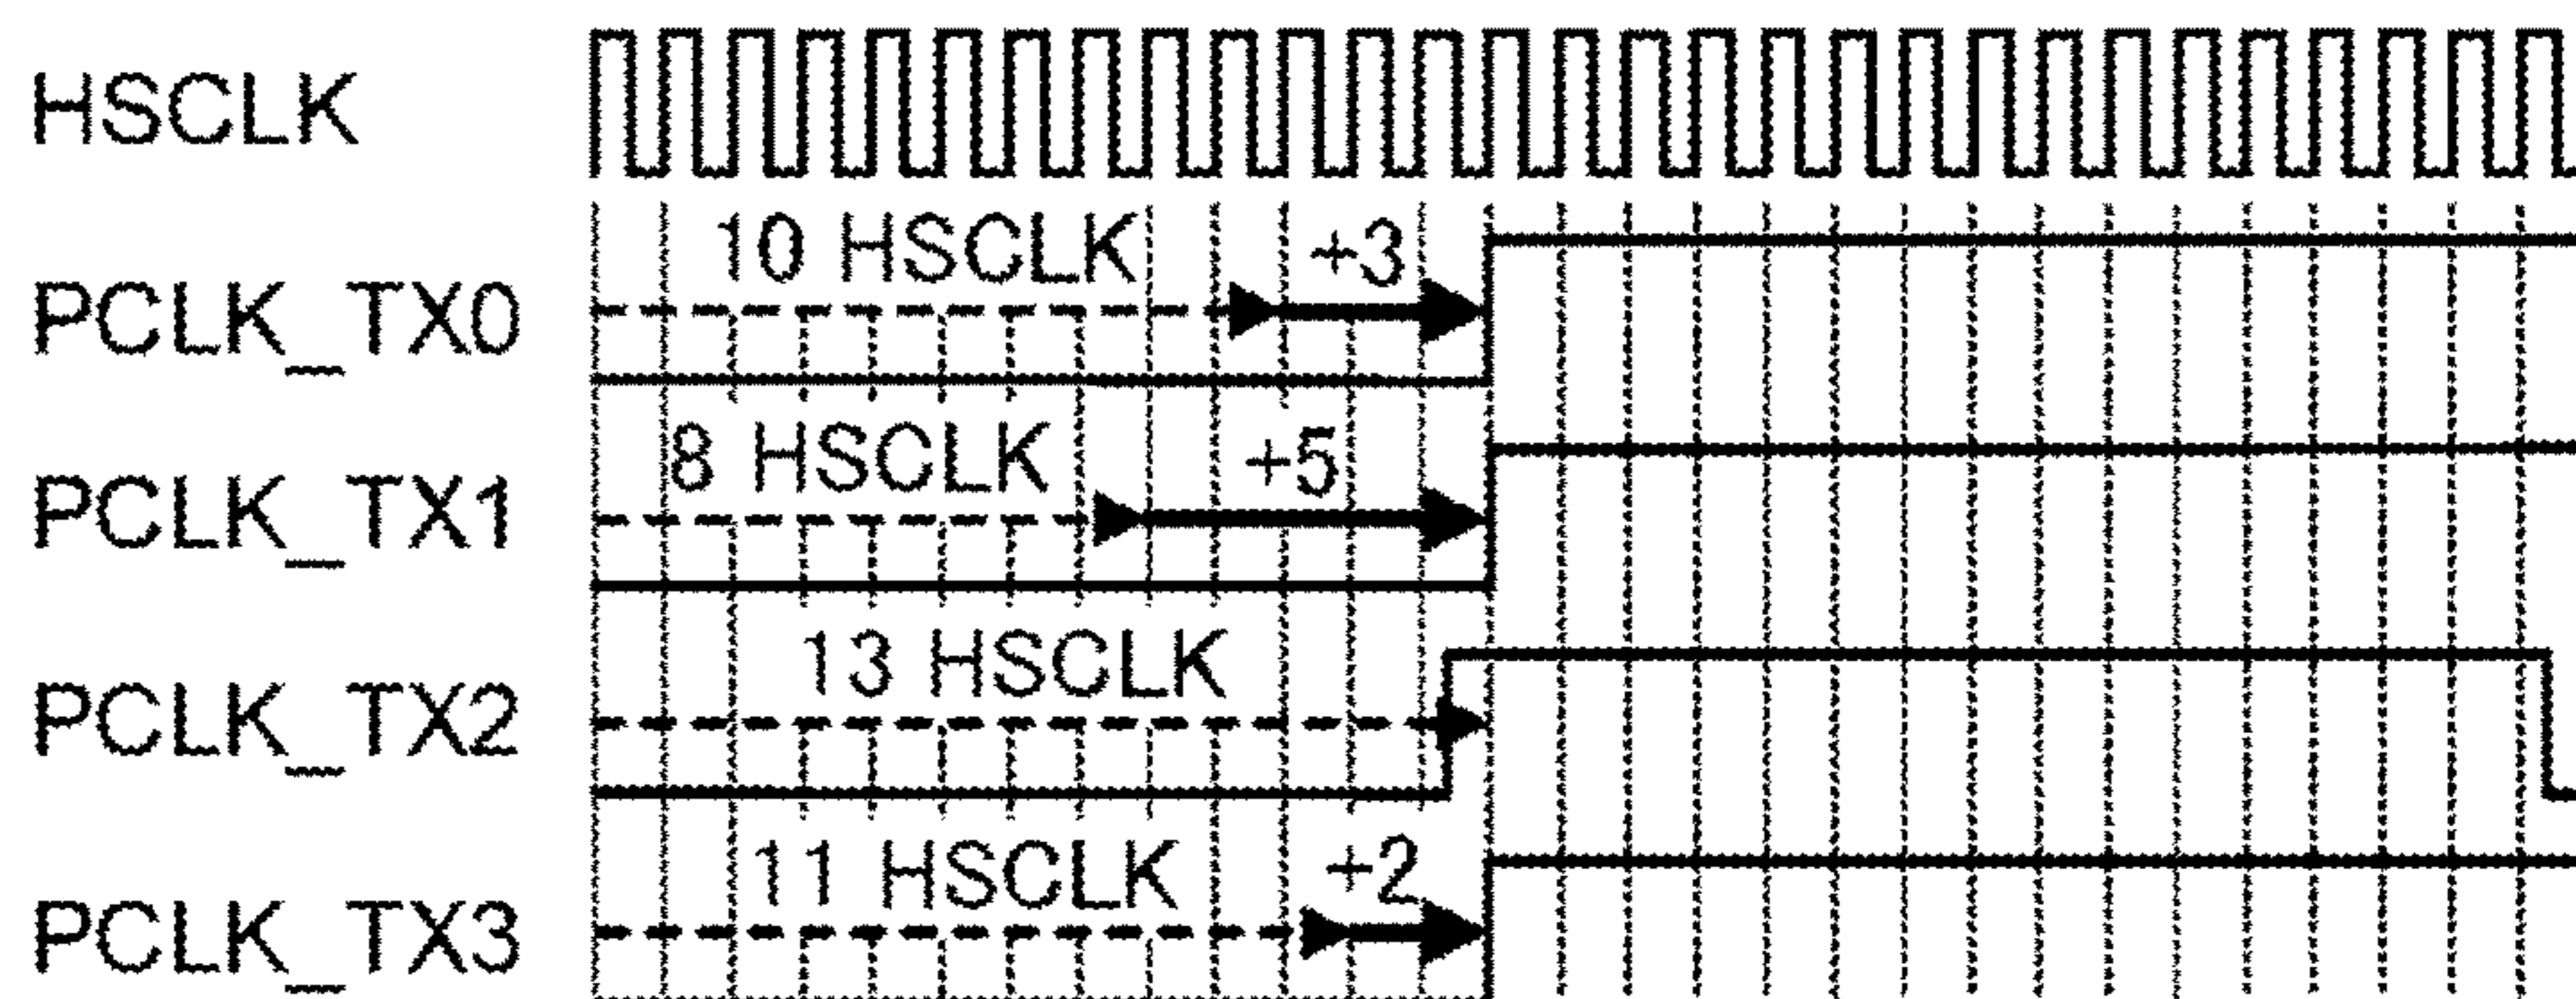 HSCLK
10 HSCLK +3
PCLK_TX0
8 HSCLK +5
PCLK_TX1
13 HSCLK
PCLK_TX2
11 HSCLK +2
PCLK_TX3